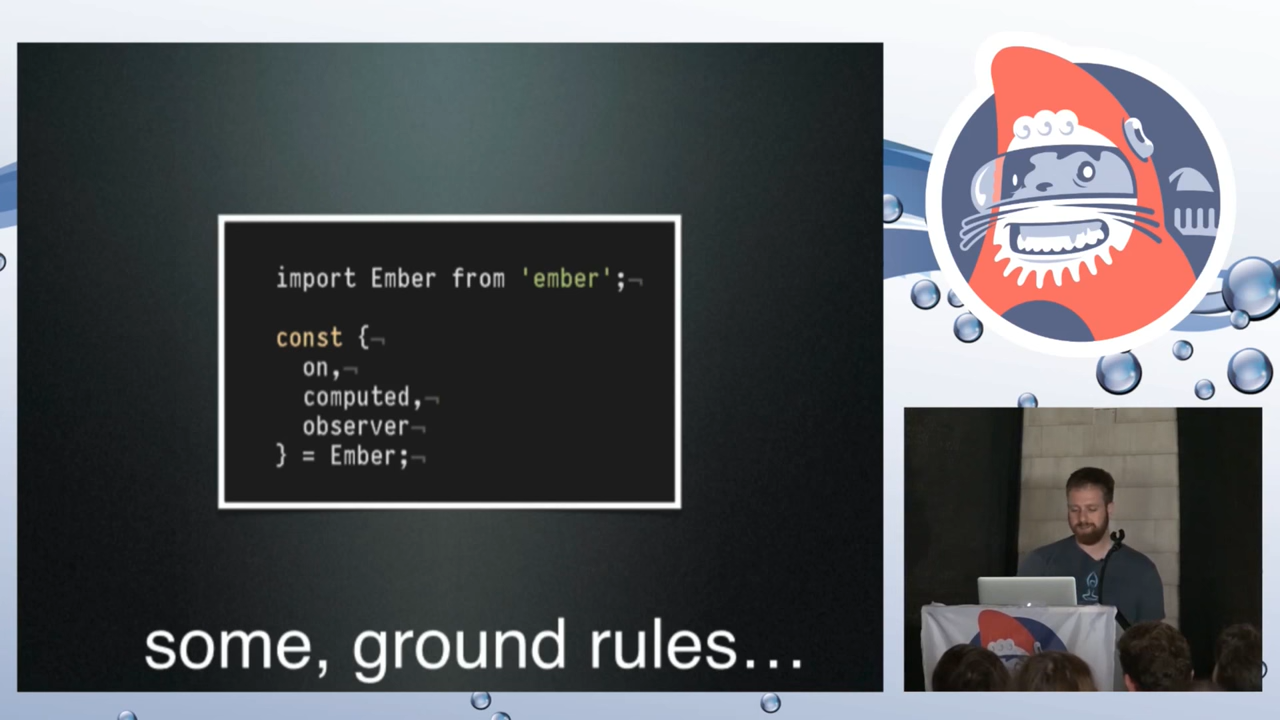 import Ember from 'ember';¬
const {¬
on,¬
computed,¬
observer¬
} = Ember;¬
some, ground rules…